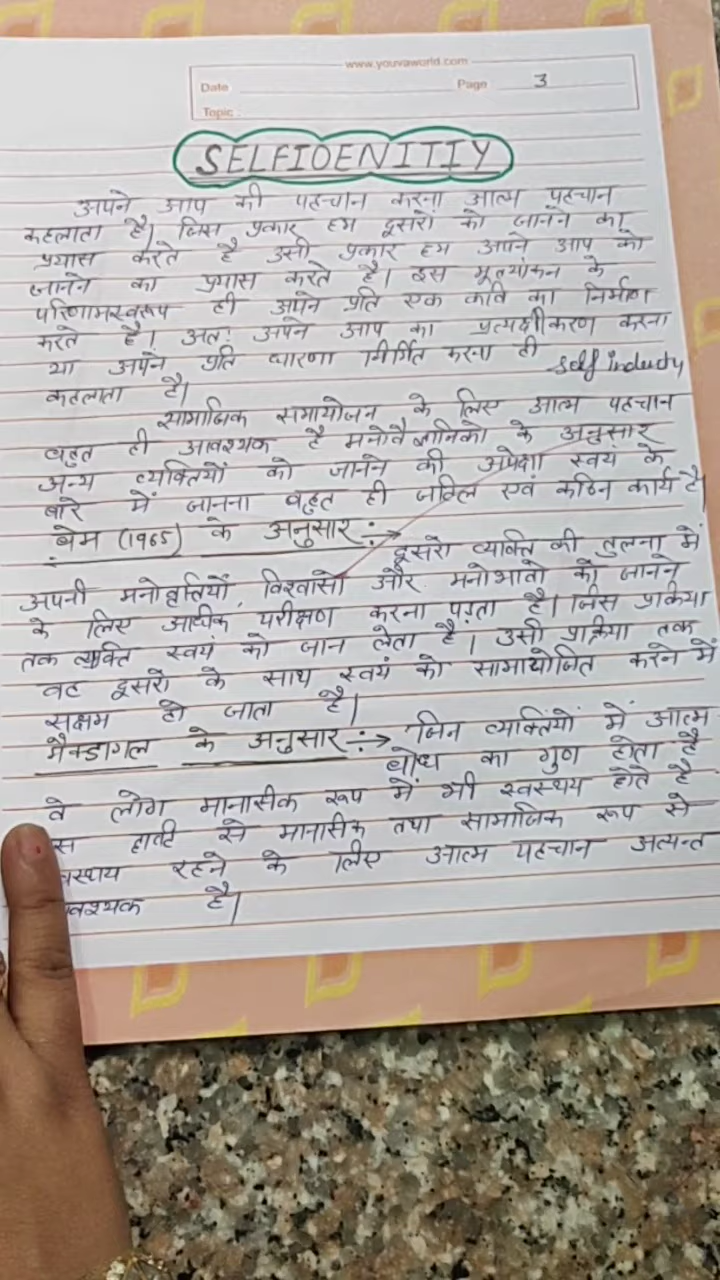 www.youvaworld.com
Date
Page 3
Topic :
SELFIDENITIY
अपने आप की पहचान करना आत्म पहचान
कहलाता है। जिस प्रकार हम दूसरों को जानने का
प्रयास करते है उसी प्रकार हम अपने आप को
जानने का प्रयास करते है। इस मूल्यांकन के
परिणामस्वरूप ही अपने प्रति एक का निर्माण
करते है। अतः अपने आप का प्रत्यक्षीकरण करना
या अपने प्रति धारणा निर्मित करना ही Self
कहलाता है।
सामाजिक समायोजन के लिए आत्म पहचान
बहुत ही आवश्यक है मनोवैज्ञानिको के अनुसार
अन्य व्यक्तियों को जानने की अपेक्षा स्वयं के
बारे में जानना बहुत ही जटिल एवं कठिन कार्य है।
बेम (1965) के अनुसार :→
दूसरो व्यक्ति की तुलना में
अपनी मनोवृत्तियों, विश्वासो और मनोभावो को जानने
के लिए अधिक परीक्षण करना पड़ता है। जिस प्रक्रिया
तक व्यक्ति स्वयं को जान लेता है। उसी प्रक्रिया तक
वह दूसरो के साथ स्वयं को सामायोजित करने में
सक्षम हो जाता है।
मैक्डागल के अनुसार :→ जिन व्यक्तियों में आत्म
बोध का गुण होता है
वे लोग मानासीक रूप में भी स्वस्थय होते है
से मानासीक तथा सामाजिक रूप से
रहने के लिए आत्म पहचान अत्यन्त
है।